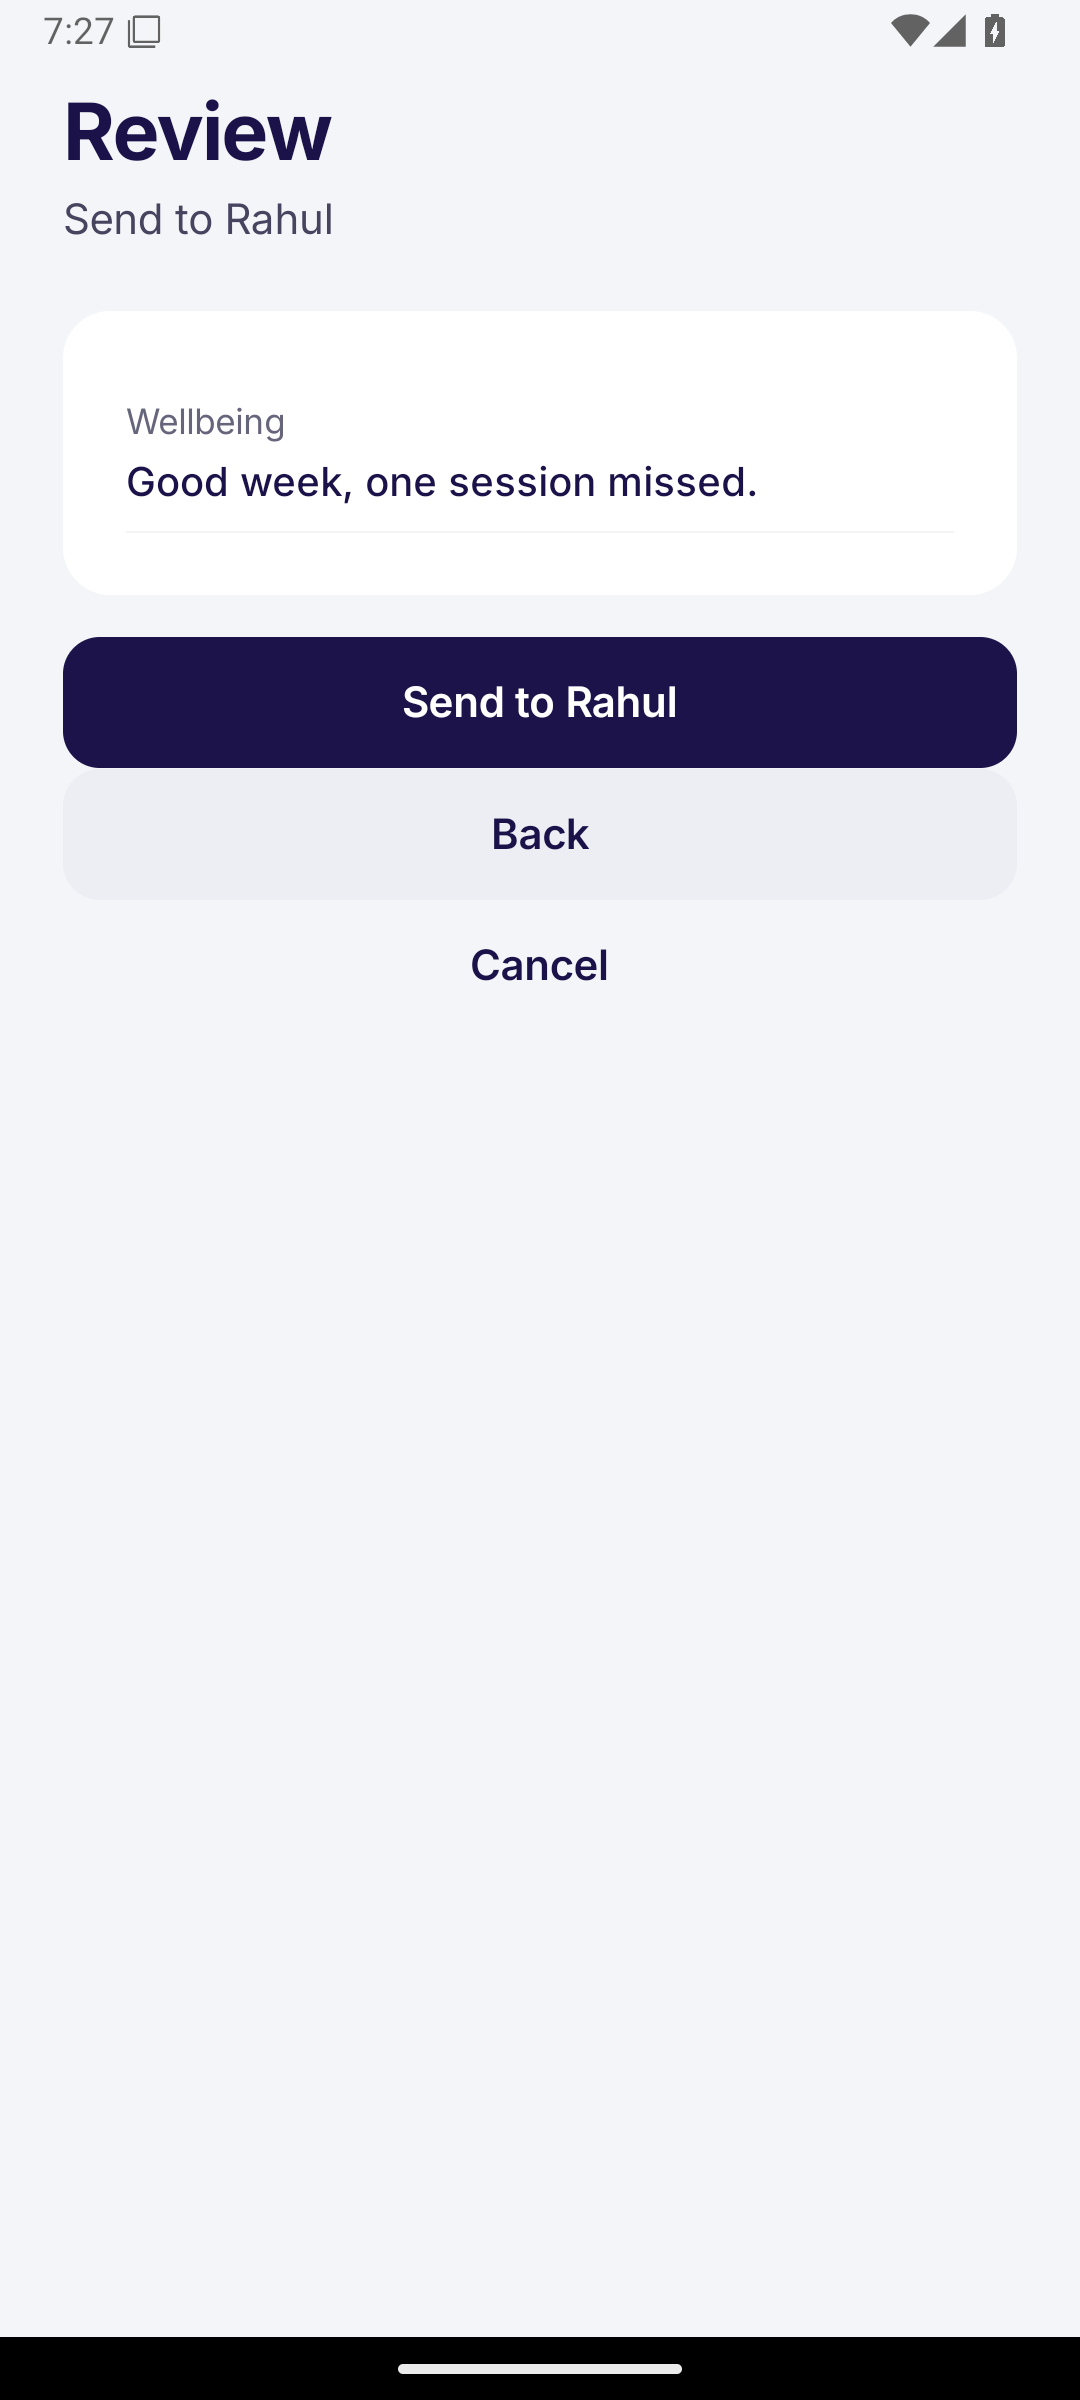 7:27
Review
Send to Rahul
Wellbeing
Good week, one session missed.
Send to Rahul
Back
Cancel